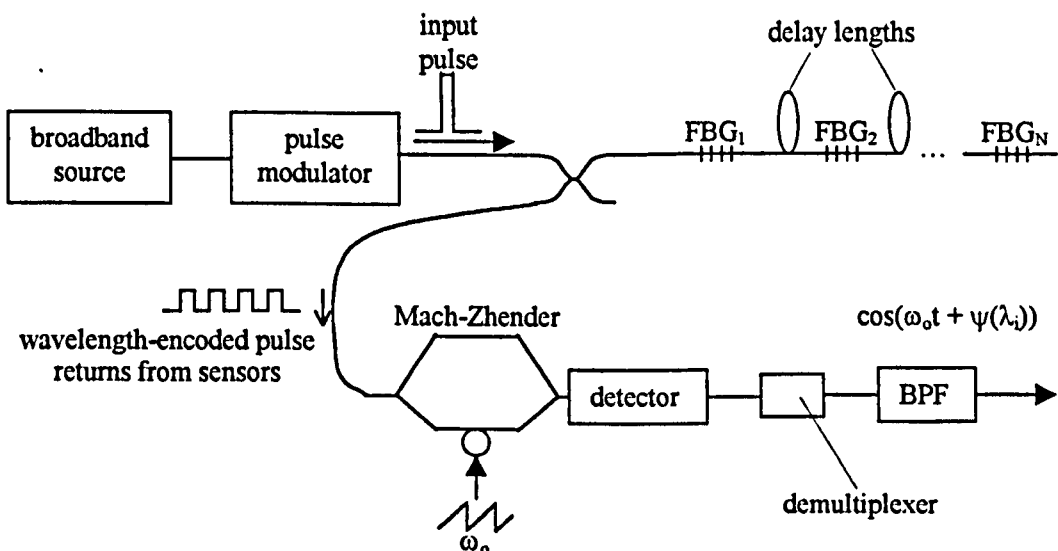 input
pulse
delay lengths
broadband
source
pulse
modulator
FBG₁
FBG₂
...
FBG_N
wavelength-encoded pulse
returns from sensors
Mach-Zhender
cos(ωₒt + ψ(λᵢ))
detector
BPF
demultiplexer
ωₒ